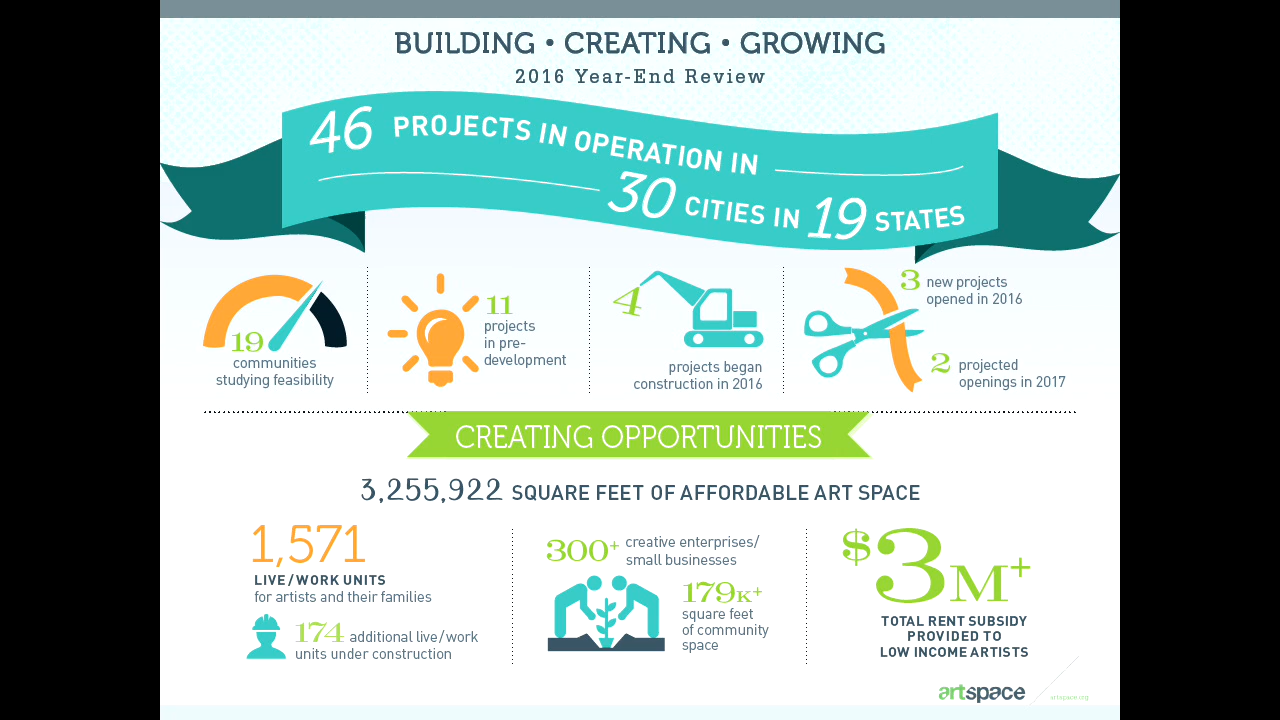 BUILDING • CREATING • GROWING
2016 Year-End Review
46 PROJECTS IN OPERATION IN
30 CITIES IN 19 STATES
19
communities
studying feasibility
11
projects
in pre-
development
4
projects began
construction in 2016
3 new projects
opened in 2016
2 projected
openings in 2017
CREATING OPPORTUNITIES
3,255,922 SQUARE FEET OF AFFORDABLE ART SPACE
1,571
LIVE/WORK UNITS
for artists and their families
174 additional live/work
units under construction
300+ creative enterprises/
small businesses
179K+
square feet
of community
space
$3M+
TOTAL RENT SUBSIDY
PROVIDED TO
LOW INCOME ARTISTS
artspace
artspace.org